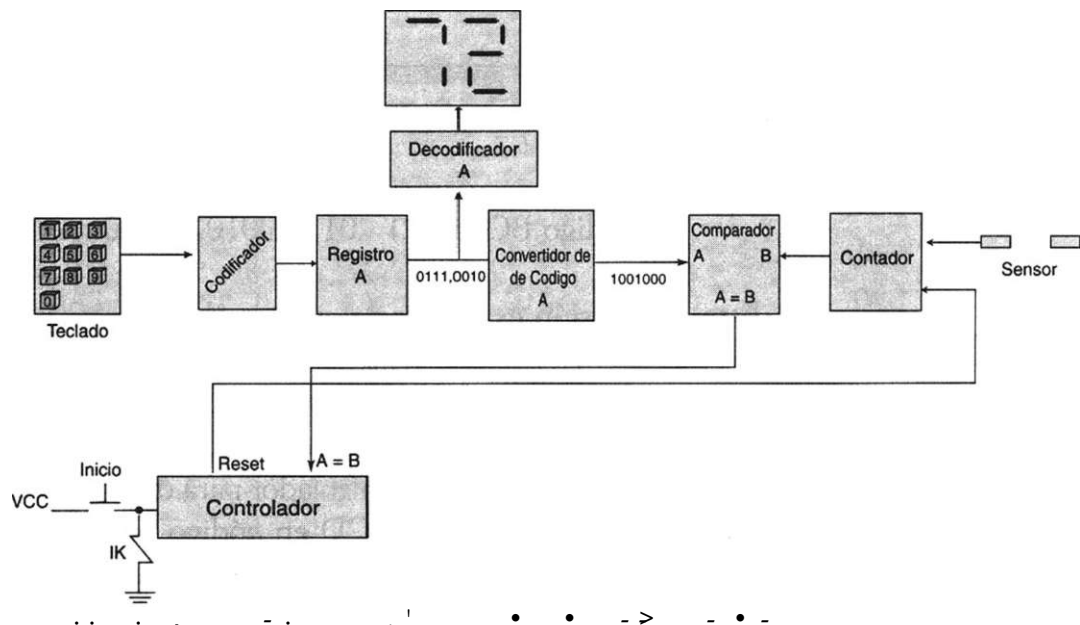 72
Decodificador
A
1 2 3
4 5 6
7 8 9
0
Teclado
Codificador
Registro
A
0111,0010
Convertidor de
de Codigo
A
1001000
Comparador
A B
A = B
Contador
Sensor
Reset
A = B
Inicio
VCC
Controlador
IK